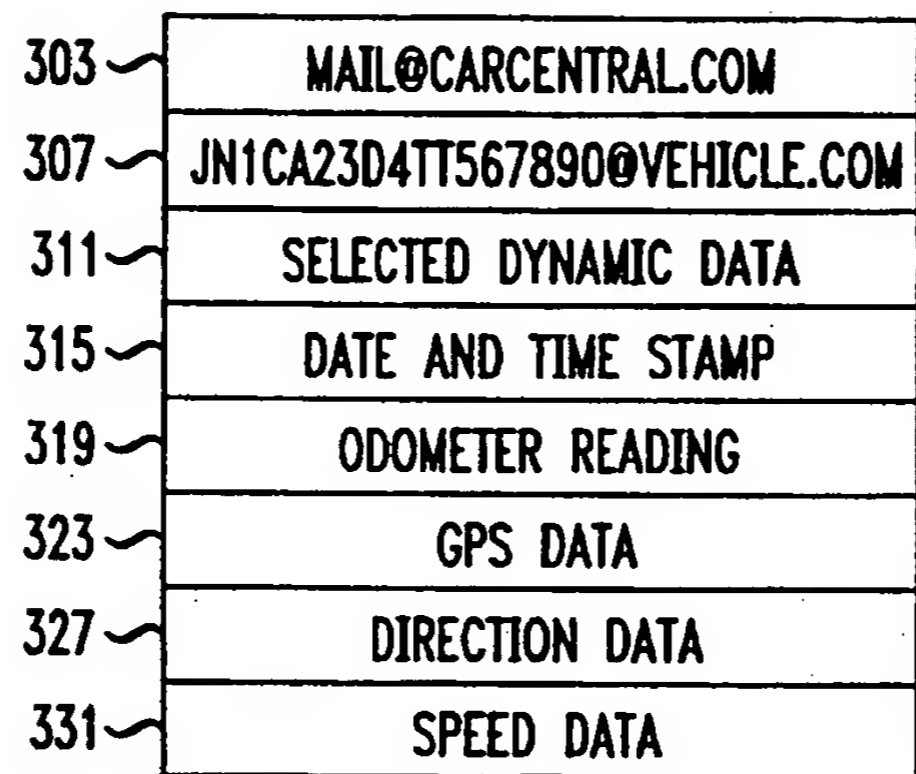 303 MAIL@CARCENTRAL.COM
307 JN1CA23D4TT567890@VEHICLE.COM
311 SELECTED DYNAMIC DATA
315 DATE AND TIME STAMP
319 ODOMETER READING
323 GPS DATA
327 DIRECTION DATA
331 SPEED DATA